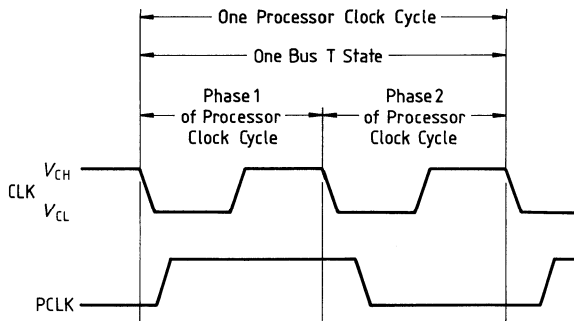 One Processor Clock Cycle
One Bus T State
Phase 1
of Processor
Clock Cycle
Phase 2
of Processor
Clock Cycle
VCH
CLK
VCL
PCLK